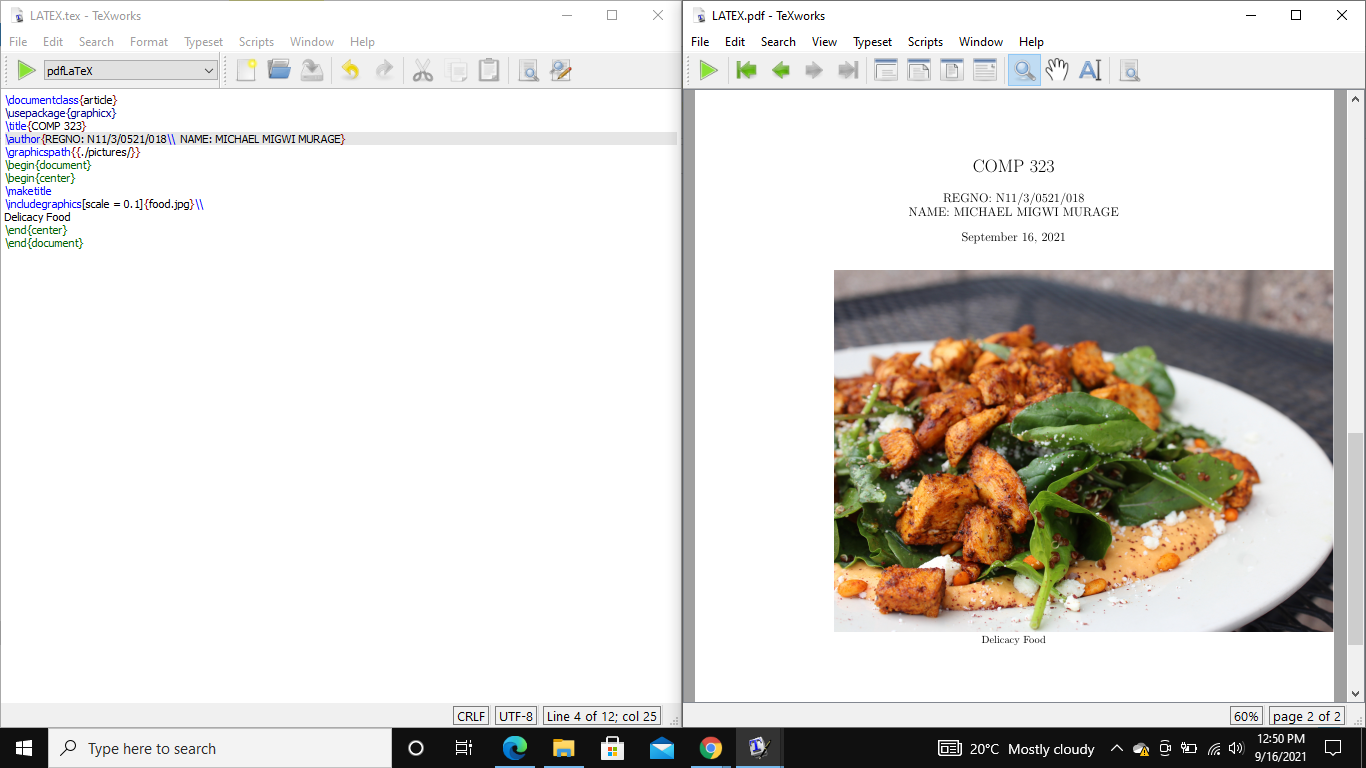 LATEX.tex - TeXworks
File Edit Search Format Typeset Scripts Window Help
pdfLaTeX
\documentclass{article}
\usepackage{graphicx}
\title{COMP 323}
\author{REGNO: N11/3/0521/018\\ NAME: MICHAEL MIGWI MURAGE}
\graphicspath{{./pictures/}}
\begin{document}
\begin{center}
\maketitle
\includegraphics[scale = 0.1]{food.jpg}\\
Delicacy Food
\end{center}
\end{document}
CRLF UTF-8 Line 4 of 12; col 25
LATEX.pdf - TeXworks
File Edit Search View Typeset Scripts Window Help
COMP 323
REGNO: N11/3/0521/018
NAME: MICHAEL MIGWI MURAGE
September 16, 2021
Delicacy Food
60% page 2 of 2
Type here to search
20°C Mostly cloudy
12:50 PM
9/16/2021